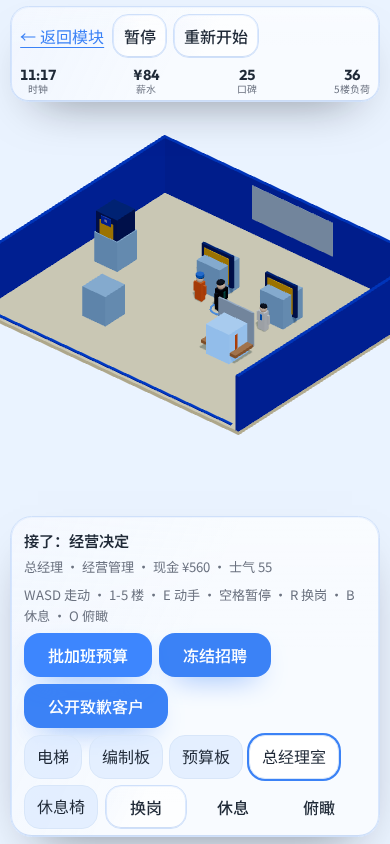 ← 返回模块 暂停 重新开始
11:17 ¥84 25 36
时钟 薪水 口碑 5楼负荷
接了：经营决定
总经理 • 经营管理 • 现金 ¥560 • 士气 55
WASD 走动 • 1-5 楼 • E 动手 • 空格暂停 • R 换岗 • B
休息 • O 俯瞰
批加班预算 冻结招聘
公开致歉客户
电梯 编制板 预算板 总经理室
休息椅 换岗 休息 俯瞰